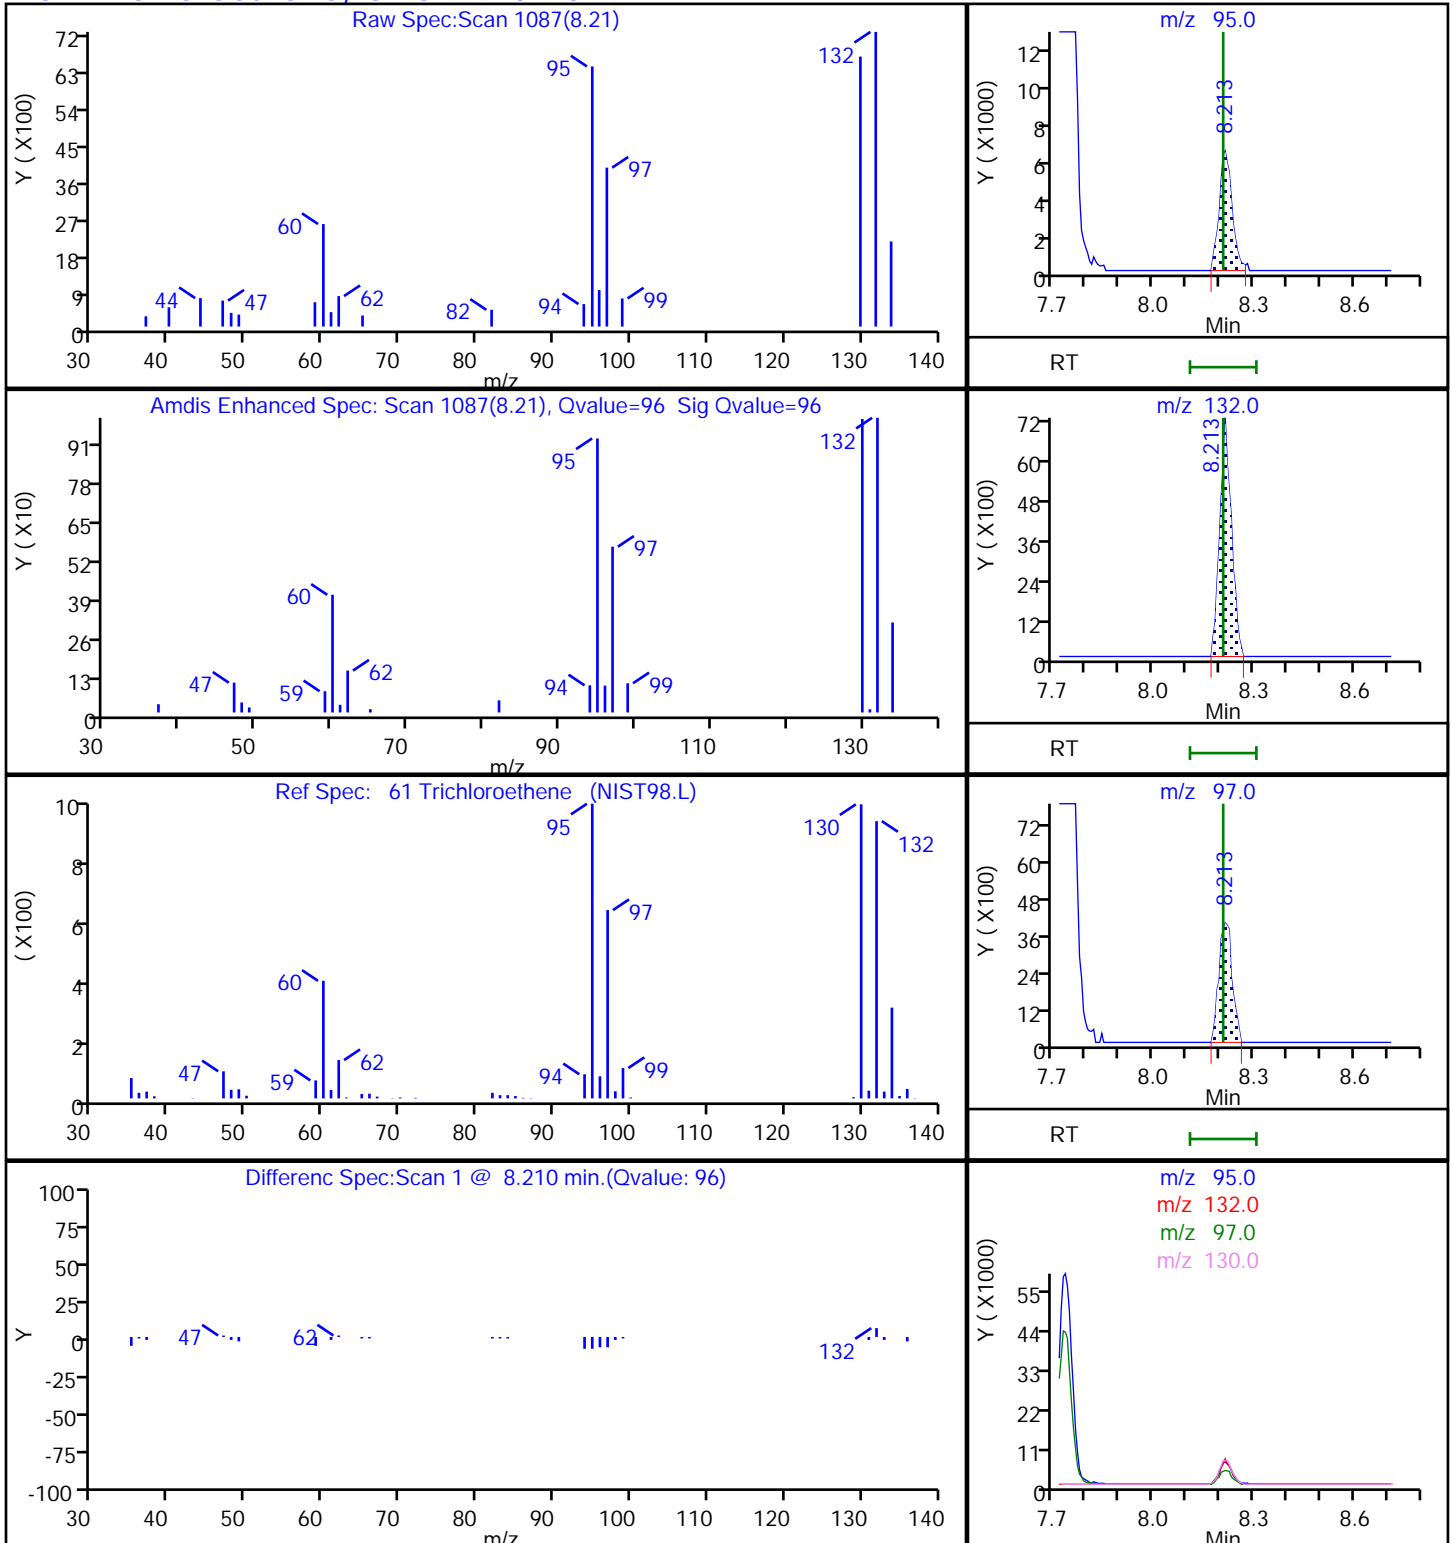 Raw Spec:Scan 1087(8.21)
Y ( X100)
72
63
54
45
36
27
18
9
0
132
95
97
60
44
47
62
82
94
99
30 40 50 60 70 80 90 100 110 120 130 140
m/z
m/z 95.0
Y ( X1000)
12
10
8
6
4
2
0
8.213
7.7 8.0 8.3 8.6
Min
RT
Amdis Enhanced Spec: Scan 1087(8.21), Qvalue=96 Sig Qvalue=96
Y ( X10)
91
78
65
52
39
26
13
0
132
95
97
60
62
47
59
94
99
30 50 70 90 110 130
m/z
m/z 132.0
Y ( X100)
72
60
48
36
24
12
0
8.213
7.7 8.0 8.3 8.6
Min
RT
Ref Spec: 61 Trichloroethene (NIST98.L)
( X100)
10
8
6
4
2
0
95
130
132
97
60
62
47
59
94
99
30 40 50 60 70 80 90 100 110 120 130 140
m/z
m/z 97.0
Y ( X100)
72
60
48
36
24
12
0
8.213
7.7 8.0 8.3 8.6
Min
RT
Differenc Spec:Scan 1 @ 8.210 min.(Qvalue: 96)
Y
100
75
50
25
0
-25
-50
-75
-100
47
62
132
30 40 50 60 70 80 90 100 110 120 130 140
m/z
m/z 95.0
m/z 132.0
m/z 97.0
m/z 130.0
Y ( X1000)
55
44
33
22
11
0
7.7 8.0 8.3 8.6
Min